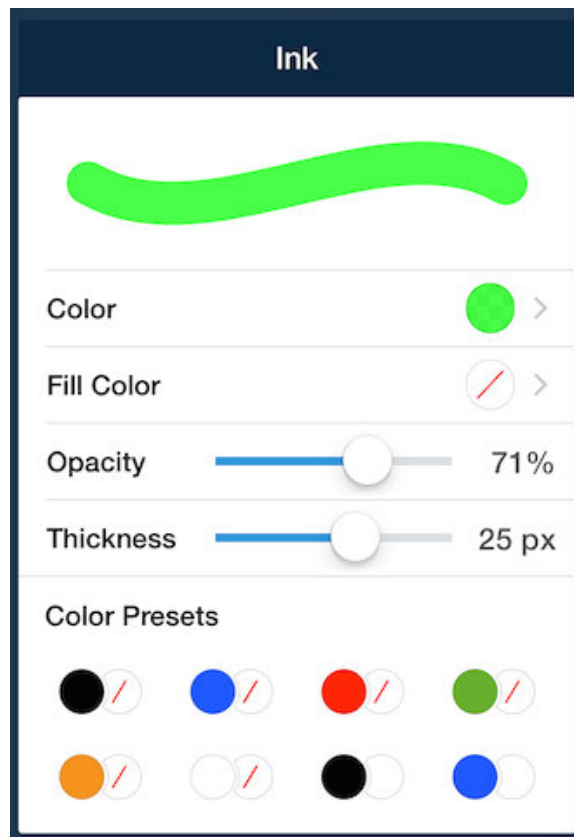 Ink
Color
Fill Color
Opacity 71%
Thickness 25 px
Color Presets